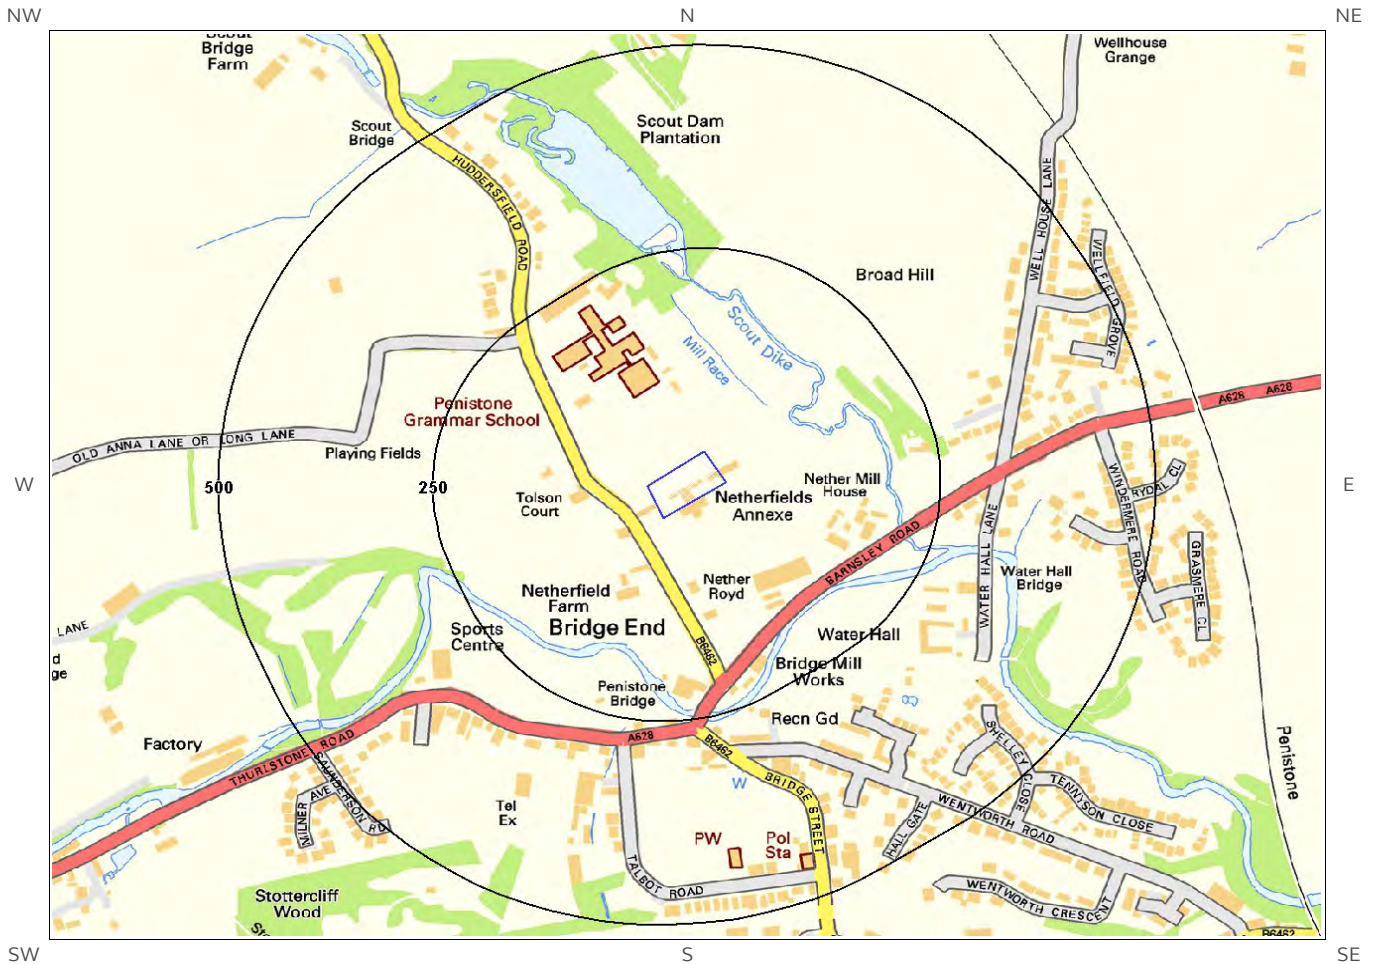 NW
N
NE
Scout
Bridge
Farm
Wellhouse
Grange
Scout
Bridge
Scout Dam
Plantation
HUDDERSFIELD ROAD
WELL HOUSE LANE
WELLFIELD GROVE
Broad Hill
Scout Dike
Mill Race
A628
A628
Penistone
Grammar School
OLD ANNA LANE OR LONG LANE
Playing Fields
W
500
250
Tolson
Court
Netherfields
Annexe
Nether Mill
House
E
RYDAL CL
WINDERMERE ROAD
GRASMERE CL
BARNSLEY ROAD
WATER HALL LANE
Water Hall
Bridge
Nether
Royd
Netherfield
Farm
Bridge End
LANE
Sports
Centre
B6462
Water Hall
d
ge
Bridge Mill
Works
Penistone
Bridge
Recn Gd
Factory
THURLSTONE ROAD
A628
B6462
SHELLEY CLOSE
Penistone
SAUNDERSON RD
MILNER AVE
W
BRIDGE STREET
TENNYSON CLOSE
Tel
Ex
WENTWORTH ROAD
HALL GATE
PW
Pol
Sta
TALBOT ROAD
Stottercliff
Wood
WENTWORTH CRESCENT
Sto
B6462
SW
S
SE